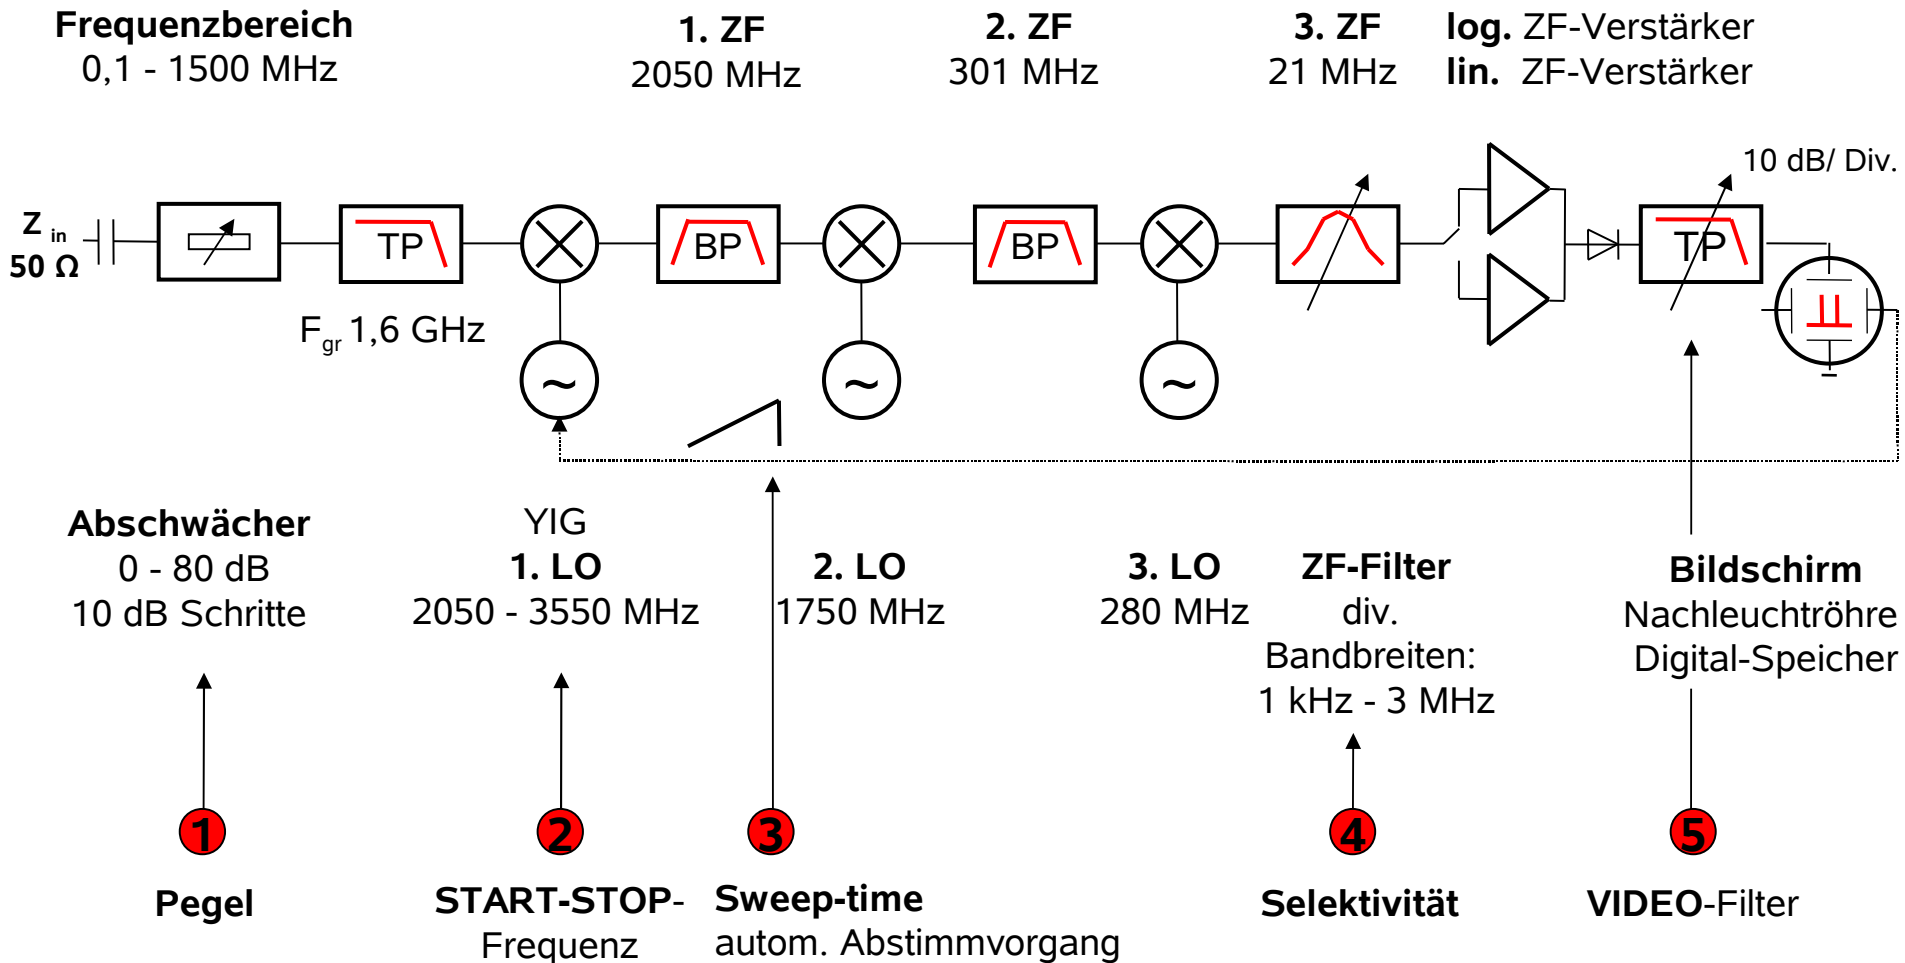 Frequenzbereich
0,1 - 1500 MHz
1. ZF
2050 MHz
2. ZF
301 MHz
3. ZF
21 MHz
log. ZF-Verstärker
lin. ZF-Verstärker
10 dB/ Div.
Z in
50 Ω
TP
BP
BP
TP
Fgr 1,6 GHz
~
~
~
Abschwächer
0 - 80 dB
10 dB Schritte
YIG
1. LO
2050 - 3550 MHz
2. LO
1750 MHz
3. LO
280 MHz
ZF-Filter
div.
Bandbreiten:
1 kHz - 3 MHz
Bildschirm
Nachleuchtröhre
Digital-Speicher
1
2
3
4
5
Pegel
START-STOP-
Frequenz
Sweep-time
autom. Abstimmvorgang
Selektivität
VIDEO-Filter